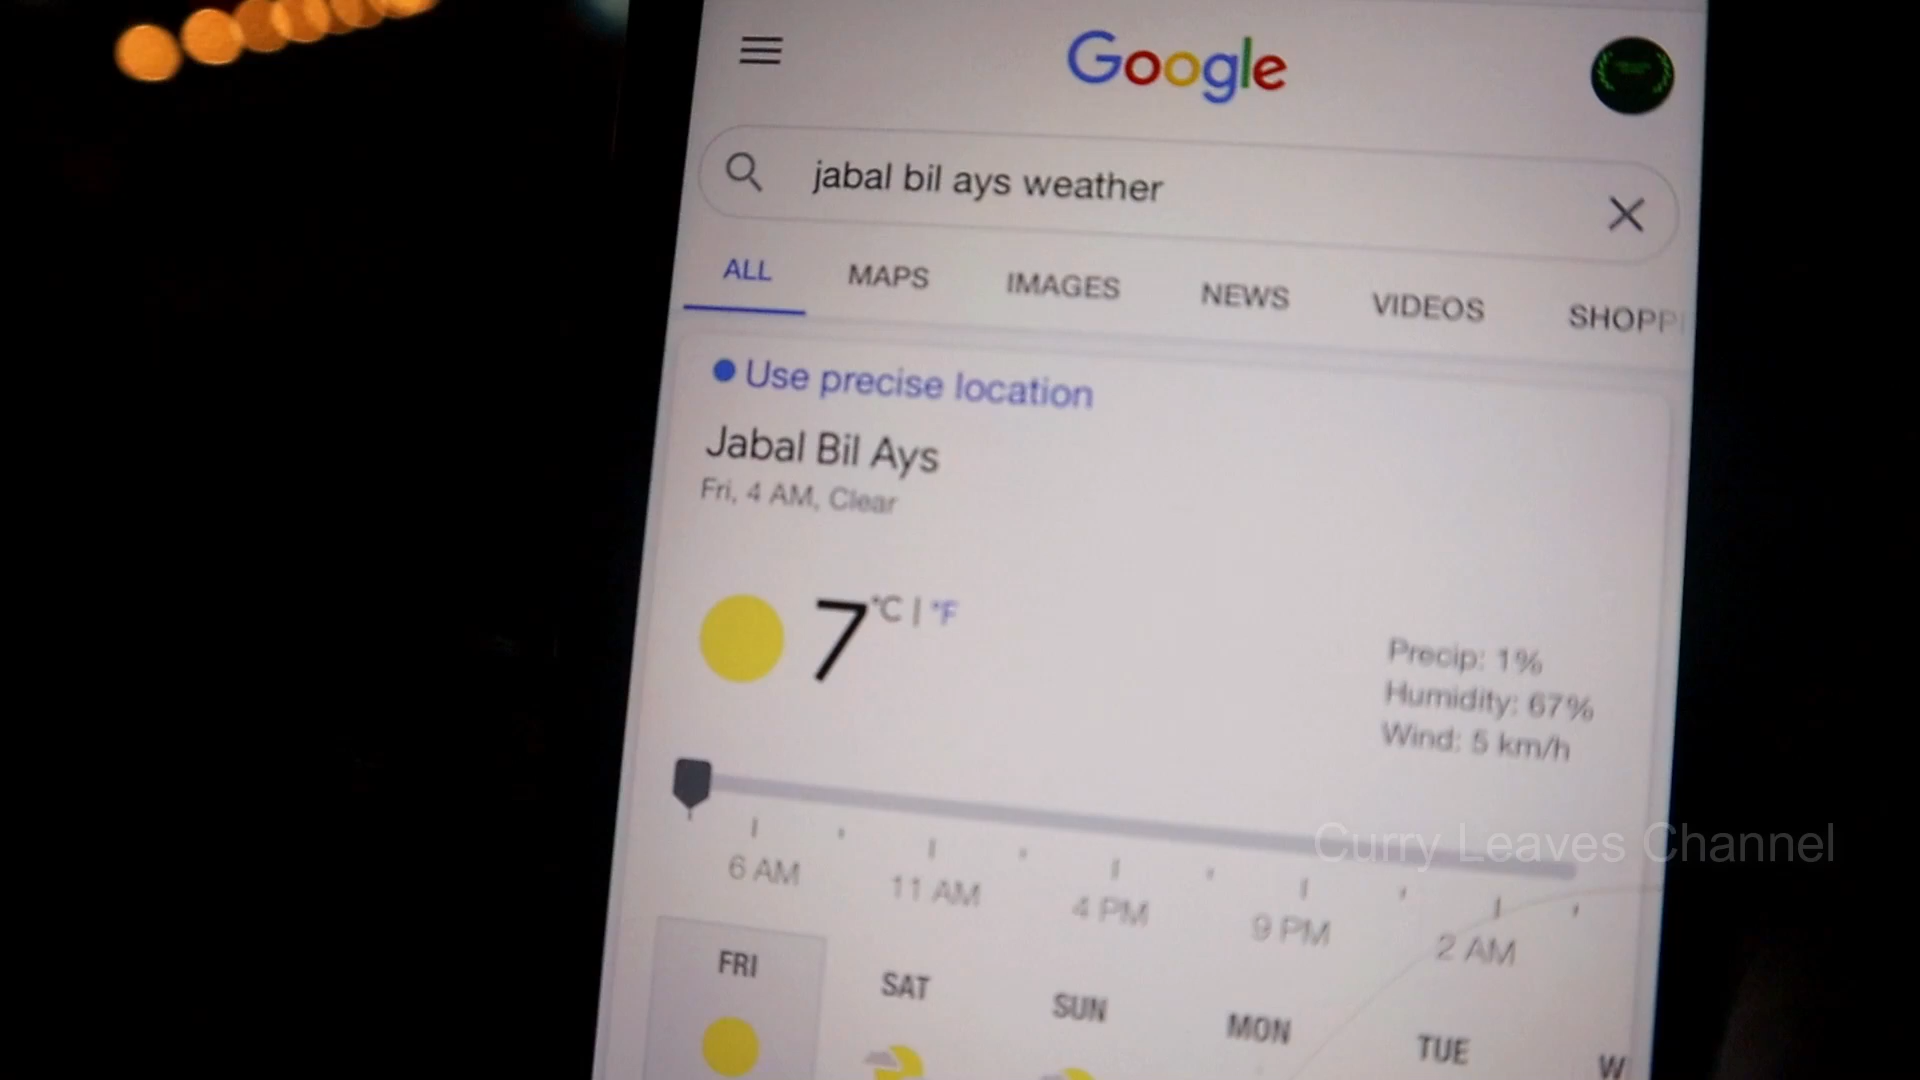 Google
jabal bil ays weather
ALL MAPS IMAGES NEWS VIDEOS SHOPP
Use precise location
Jabal Bil Ays
Fri, 4 AM, Clear
7 °C | °F
Precip: 1%
Humidity: 67%
Wind: 5 km/h
Curry Leaves Channel
6 AM 11 AM 4 PM 9 PM 2 AM
FRI SAT SUN MON TUE W